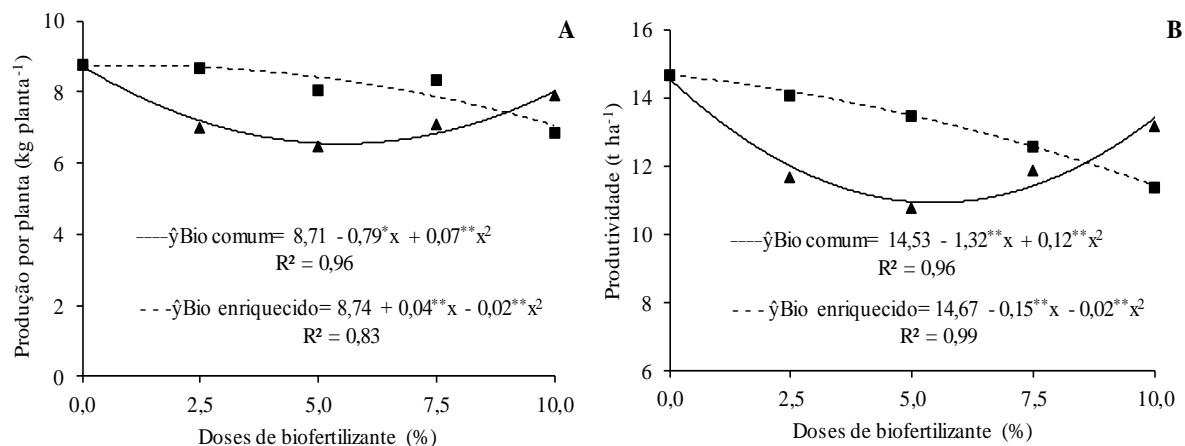 A
Produção por planta (kg planta⁻¹)
10
8
6
4
2
0
----ŷBio comum= 8,71 - 0,79*x + 0,07**x²
R² = 0,96
- - -ŷBio enriquecido= 8,74 + 0,04**x - 0,02**x²
R² = 0,83
0,0 2,5 5,0 7,5 10,0
Doses de biofertilizante (%)
B
Produtividade (t ha⁻¹)
16
14
12
10
8
6
----ŷBio comum= 14,53 - 1,32**x + 0,12**x²
R² = 0,96
- - -ŷBio enriquecido= 14,67 - 0,15**x - 0,02**x²
R² = 0,99
0,0 2,5 5,0 7,5 10,0
Doses de biofertilizante (%)